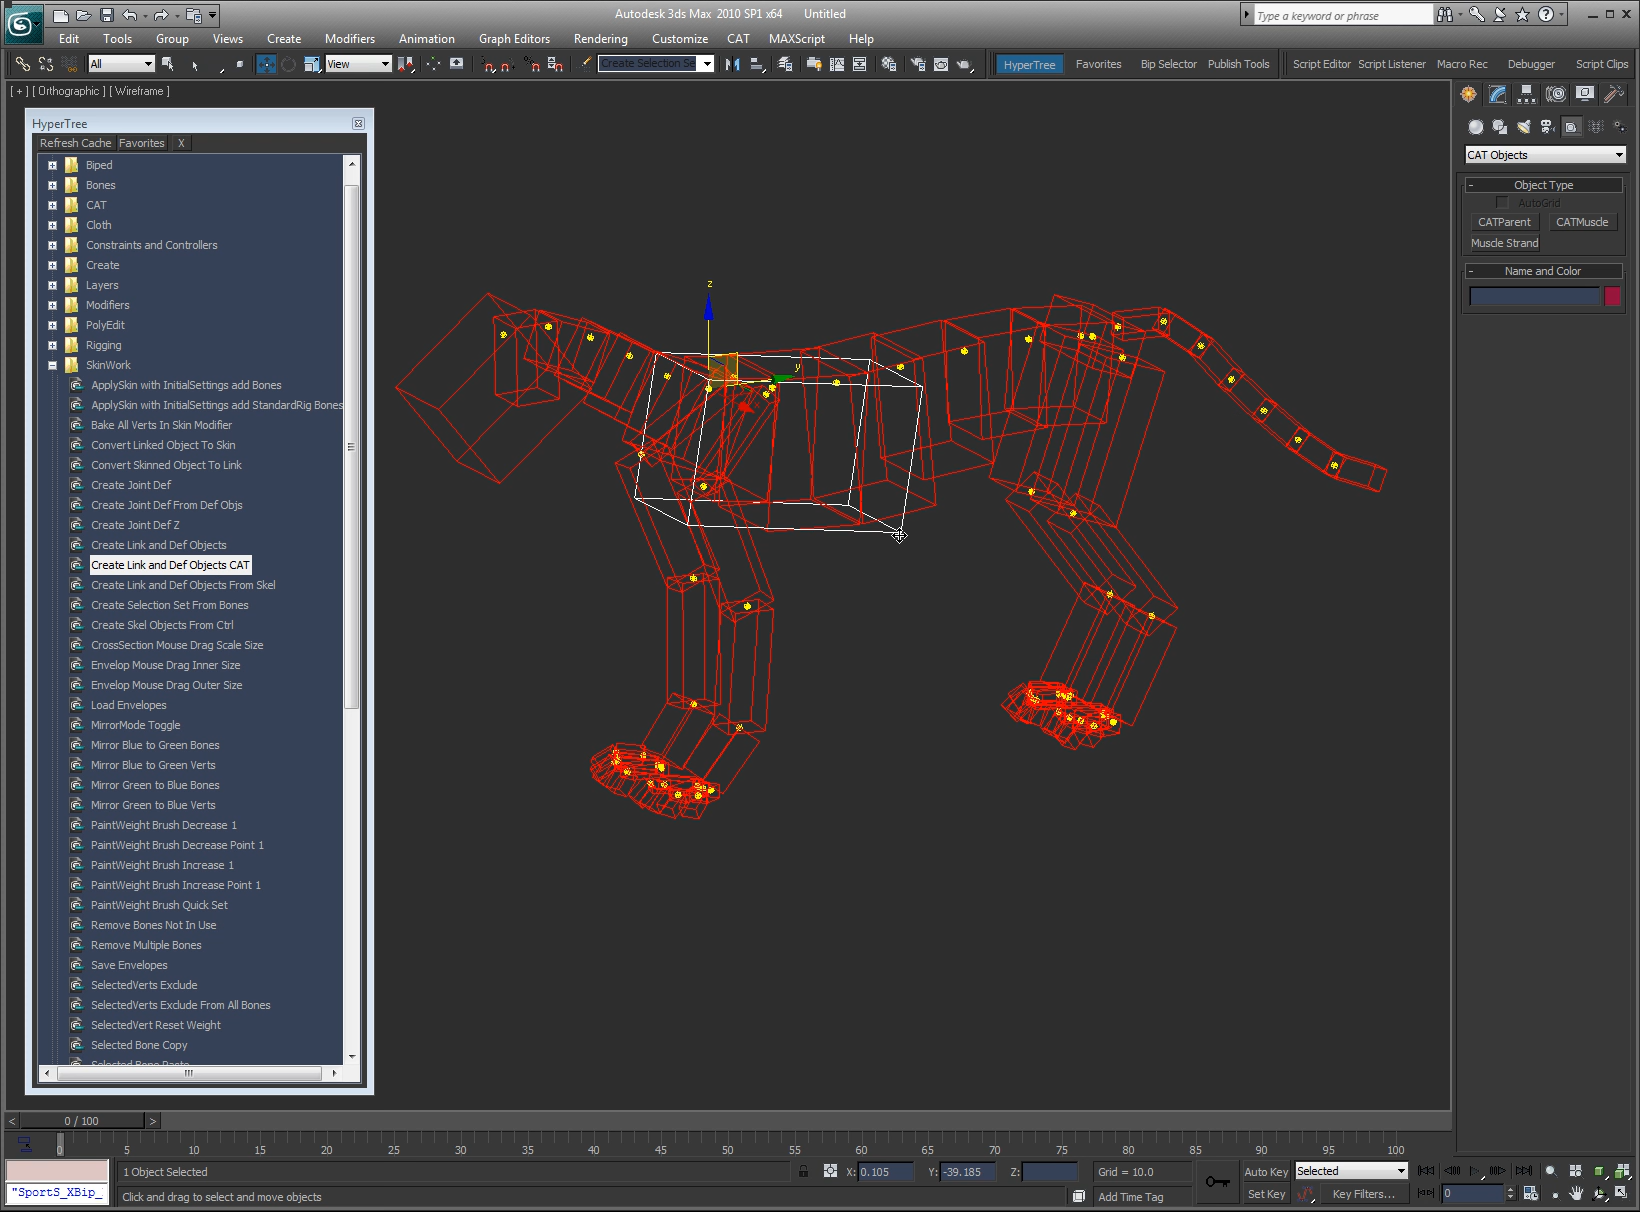 Autodesk 3ds Max 2010 SP1 x64 Untitled
Type a keyword or phrase
Edit Tools Group Views Create Modifiers Animation Graph Editors Rendering Customize CAT MAXScript Help
All View Create Selection Se HyperTree Favorites Bip Selector Publish Tools Script Editor Script Listener Macro Rec Debugger Script Clips
[ + ] [ Orthographic ] [ Wireframe ]
HyperTree
Refresh Cache Favorites X
Biped
Bones
CAT
Cloth
Constraints and Controllers
Create
Layers
Modifiers
PolyEdit
Rigging
SkinWork
ApplySkin with InitialSettings add Bones
ApplySkin with InitialSettings add StandardRig Bones
Bake All Verts In Skin Modifier
Convert Linked Object To Skin
Convert Skinned Object To Link
Create Joint Def
Create Joint Def From Def Objs
Create Joint Def Z
Create Link and Def Objects
Create Link and Def Objects CAT
Create Link and Def Objects From Skel
Create Selection Set From Bones
Create Skel Objects From Ctrl
CrossSection Mouse Drag Scale Size
Envelop Mouse Drag Inner Size
Envelop Mouse Drag Outer Size
Load Envelopes
MirrorMode Toggle
Mirror Blue to Green Bones
Mirror Blue to Green Verts
Mirror Green to Blue Bones
Mirror Green to Blue Verts
PaintWeight Brush Decrease 1
PaintWeight Brush Decrease Point 1
PaintWeight Brush Increase 1
PaintWeight Brush Increase Point 1
PaintWeight Brush Quick Set
Remove Bones Not In Use
Remove Multiple Bones
Save Envelopes
SelectedVerts Exclude
SelectedVerts Exclude From All Bones
SelectedVert Reset Weight
Selected Bone Copy
Selected Bone Paste
z
y
CAT Objects
Object Type
AutoGrid
CATParent CATMuscle
Muscle Strand
Name and Color
< 0 / 100 >
0 5 10 15 20 25 30 35 40 45 50 55 60 65 70 75 80 85 90 95 100
1 Object Selected X: 0.105 Y: -39.185 Z: Grid = 10.0 Auto Key Selected
"SportS_XBip_ Click and drag to select and move objects Add Time Tag Set Key Key Filters... 0